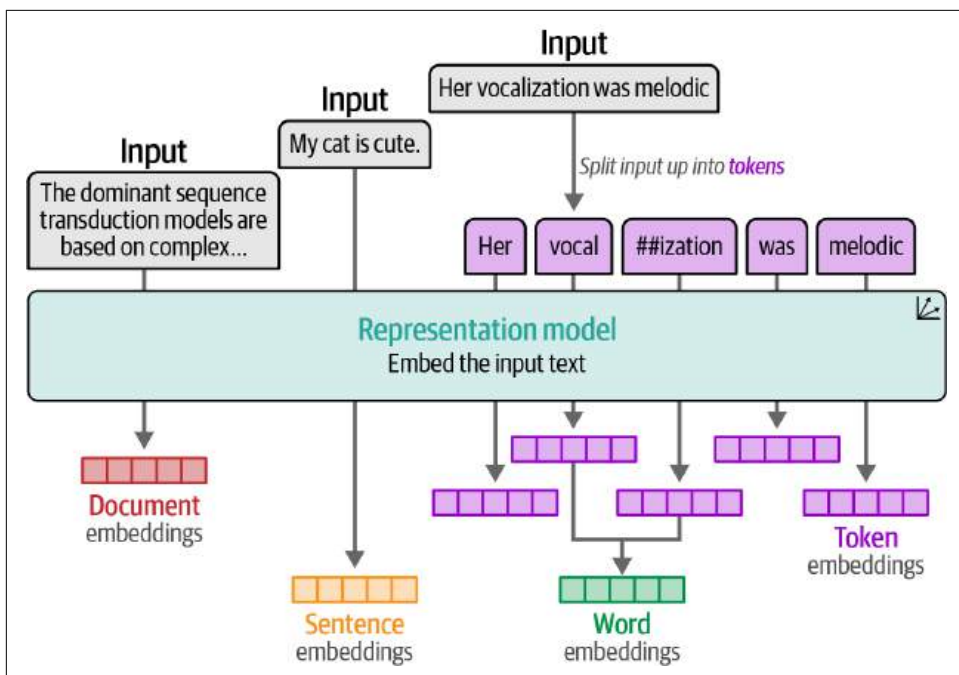 Input
Her vocalization was melodic
Input
My cat is cute.
Input
The dominant sequence
transduction models are
based on complex...
Split input up into tokens
Her
vocal
##ization
was
melodic
Representation model
Embed the input text
Document
embeddings
Sentence
embeddings
Word
embeddings
Token
embeddings